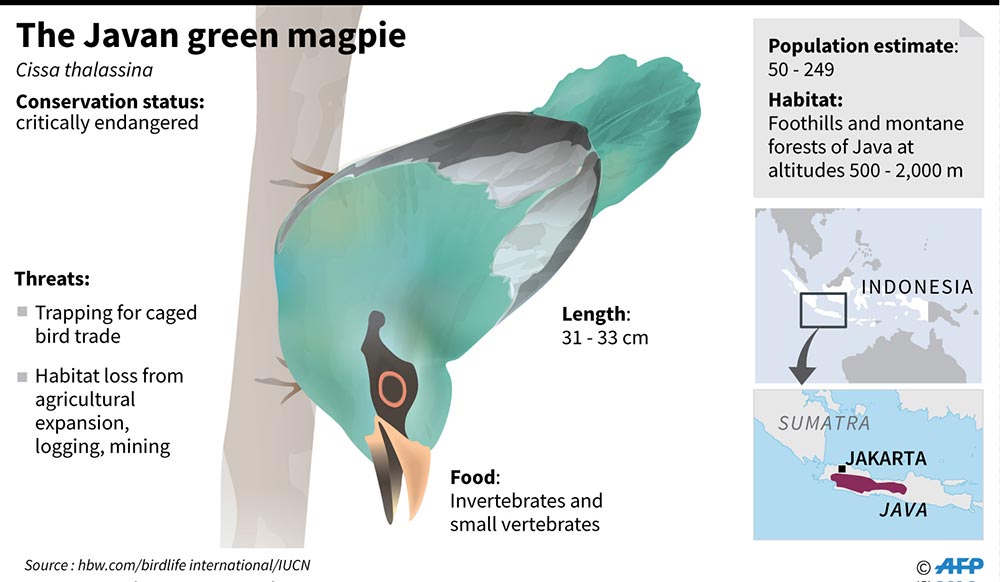 The Javan green magpie
Cissa thalassina
Conservation status:
critically endangered
Threats:
Trapping for caged
bird trade
Habitat loss from
agricultural
expansion,
logging, mining
Length:
31 - 33 cm
Food:
Invertebrates and
small vertebrates
Population estimate:
50 - 249
Habitat:
Foothills and montane
forests of Java at
altitudes 500 - 2,000 m
INDONESIA
SUMATRA
JAKARTA
JAVA
Source : hbw.com/birdlife international/IUCN
© AFP